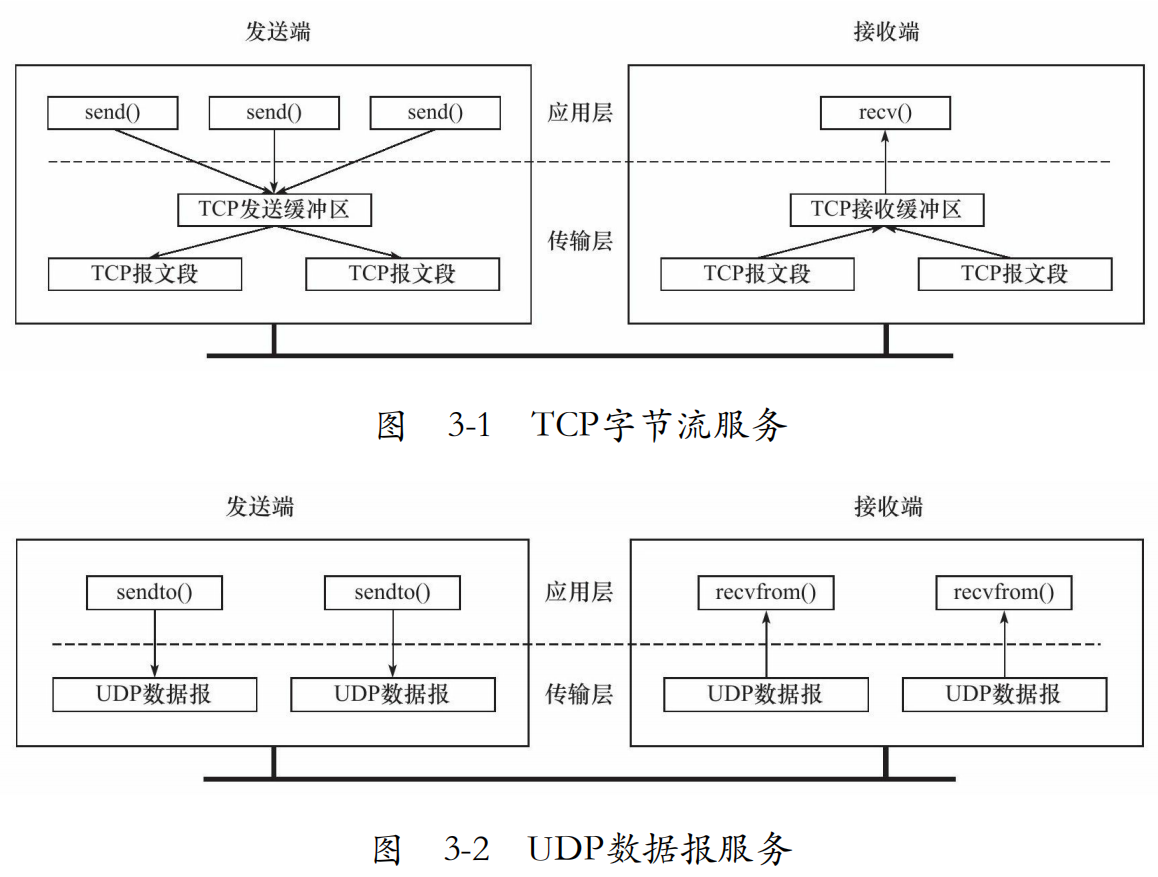 发送端 接收端
send() send() send() 应用层 recv()
TCP发送缓冲区 TCP接收缓冲区
传输层
TCP报文段 TCP报文段 TCP报文段 TCP报文段
图 3-1 TCP字节流服务
发送端 接收端
sendto() sendto() 应用层 recvfrom() recvfrom()
UDP数据报 UDP数据报 传输层 UDP数据报 UDP数据报
图 3-2 UDP数据报服务